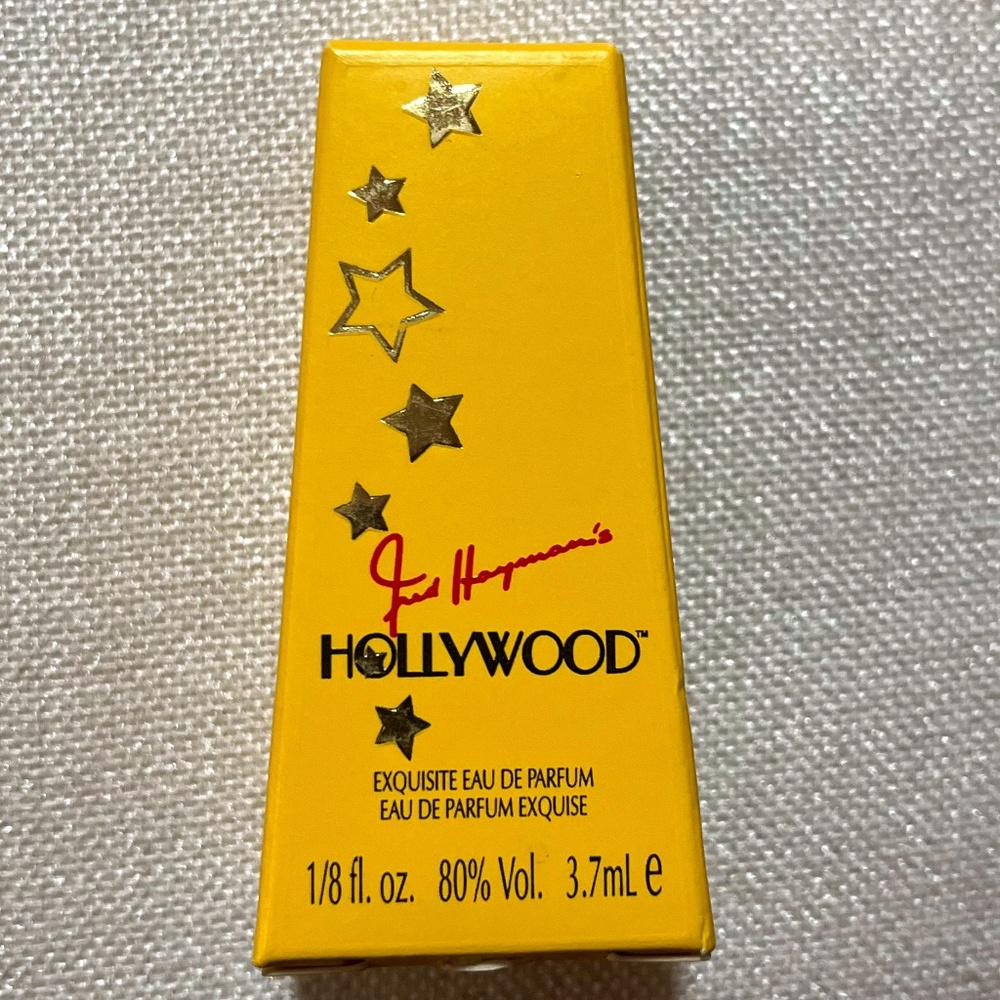 Fred Hayman's
HOLLYWOOD™
EXQUISITE EAU DE PARFUM
EAU DE PARFUM EXQUISE
1/8 fl. oz. 80% Vol. 3.7mL e